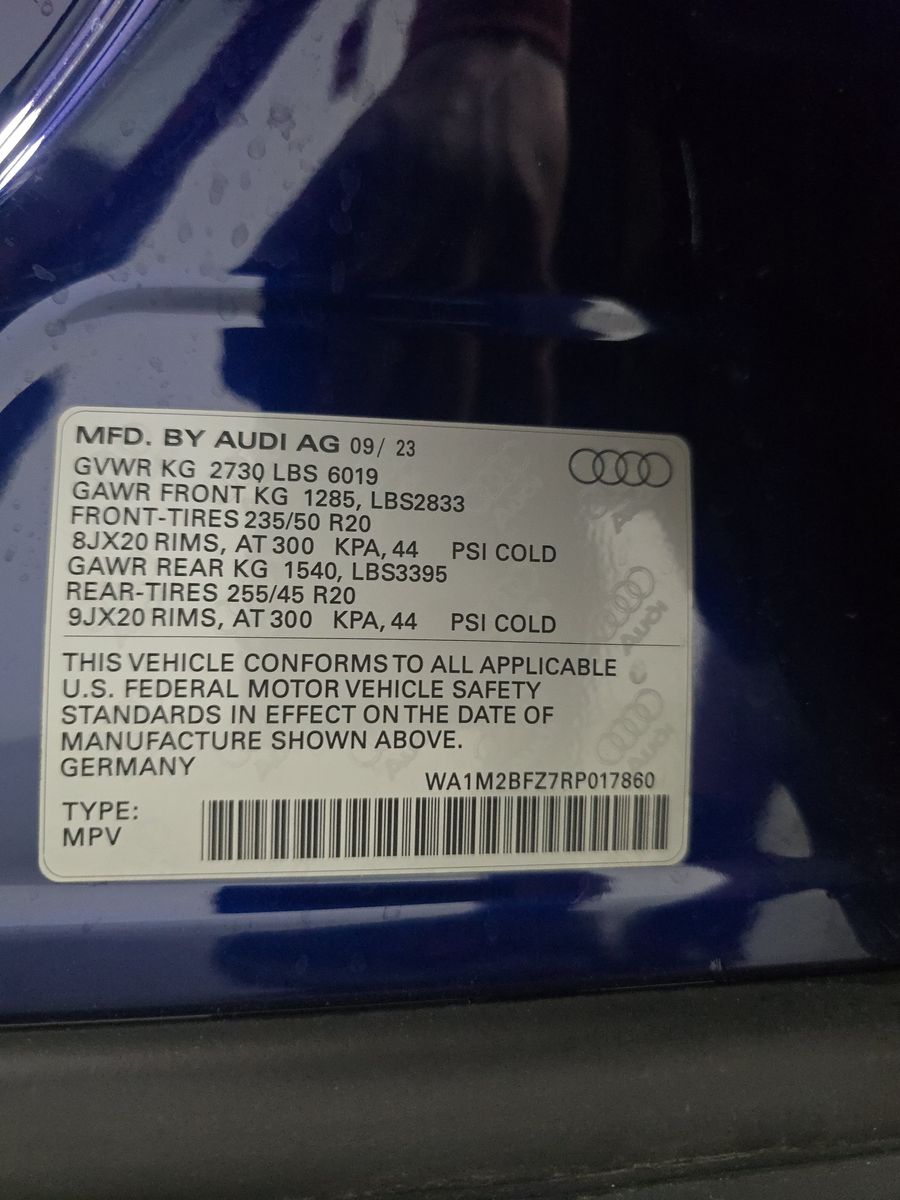 MFD. BY AUDI AG 09/ 23
GVWR KG 2730 LBS 6019
GAWR FRONT KG 1285, LBS2833
FRONT-TIRES 235/50 R20
8JX20 RIMS, AT 300 KPA, 44 PSI COLD
GAWR REAR KG 1540, LBS3395
REAR-TIRES 255/45 R20
9JX20 RIMS, AT 300 KPA, 44 PSI COLD
THIS VEHICLE CONFORMS TO ALL APPLICABLE
U.S. FEDERAL MOTOR VEHICLE SAFETY
STANDARDS IN EFFECT ON THE DATE OF
MANUFACTURE SHOWN ABOVE.
GERMANY
WA1M2BFZ7RP017860
TYPE:
MPV
Audi
Audi